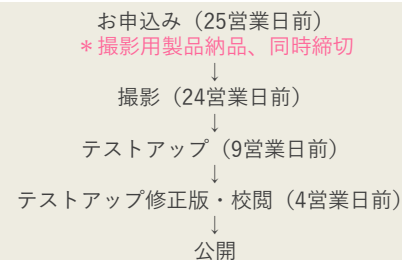 お申込み（25営業日前）
＊撮影用製品納品、同時締切
↓
撮影（24営業日前）
↓
テストアップ（9営業日前）
↓
テストアップ修正版・校閲（4営業日前）
↓
公開